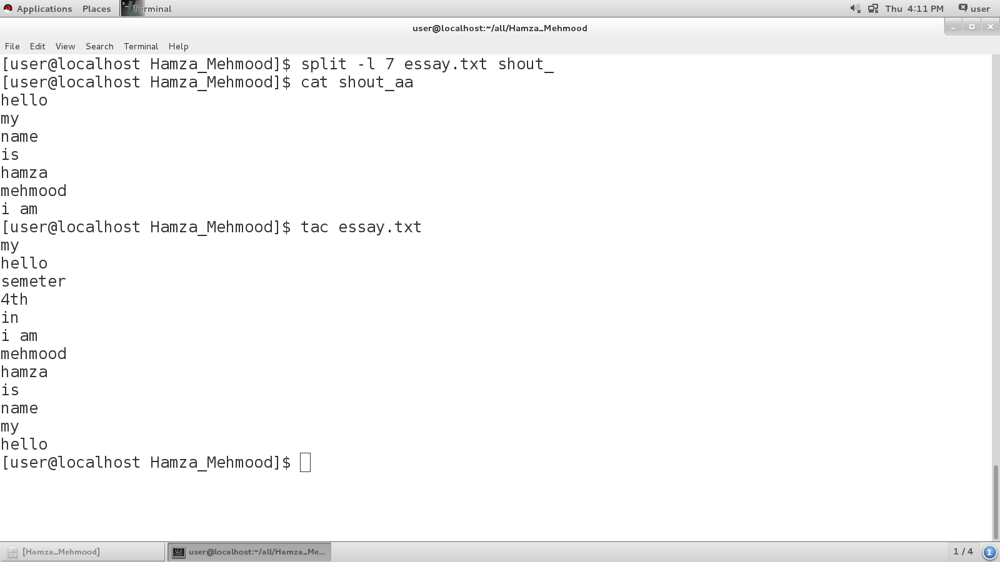 Applications Places Terminal Thu 4:11 PM user
user@localhost:~/all/Hamza_Mehmood
File Edit View Search Terminal Help
[user@localhost Hamza_Mehmood]$ split -l 7 essay.txt shout_
[user@localhost Hamza_Mehmood]$ cat shout_aa
hello
my
name
is
hamza
mehmood
i am
[user@localhost Hamza_Mehmood]$ tac essay.txt
my
hello
semeter
4th
in
i am
mehmood
hamza
is
name
my
hello
[user@localhost Hamza_Mehmood]$
[Hamza_Mehmood] user@localhost:~/all/Hamza_Me... 1 / 4 1